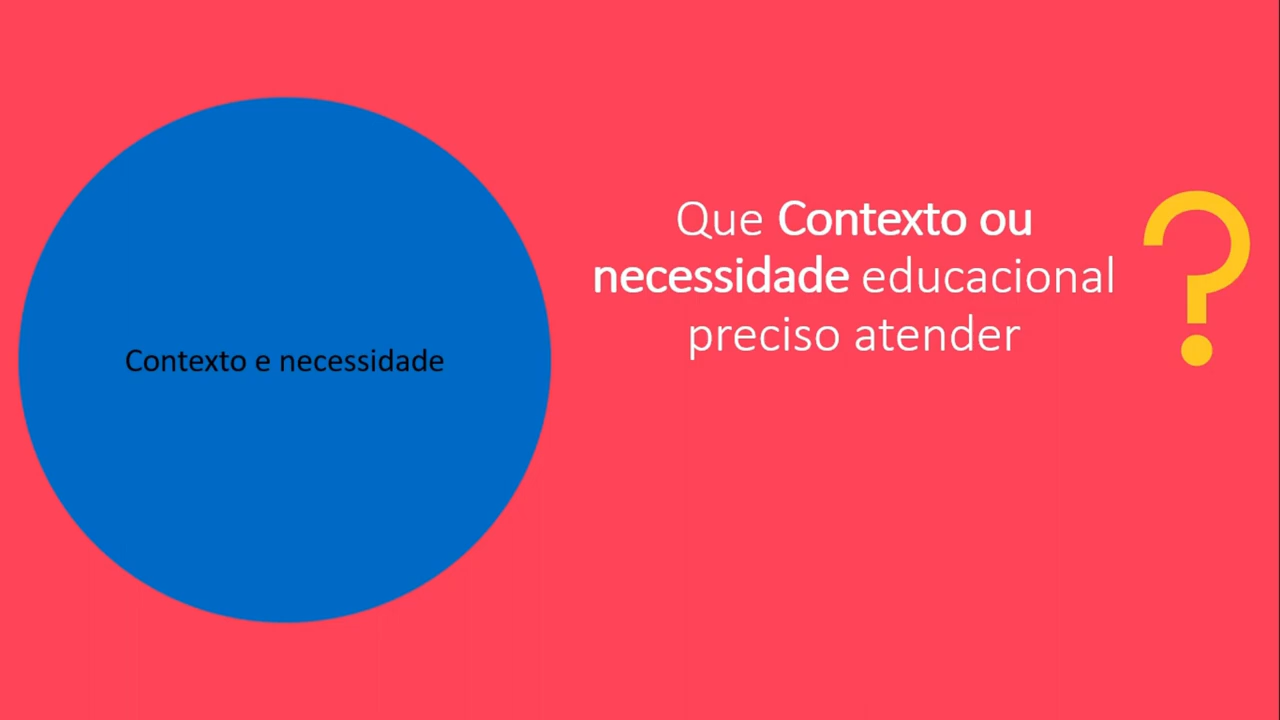 Contexto e necessidade
Que Contexto ou
necessidade educacional
preciso atender
?